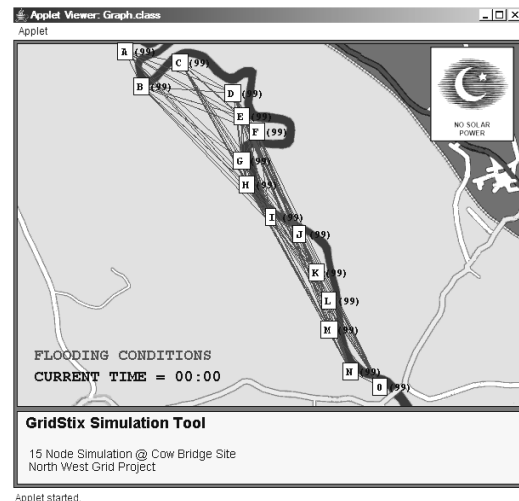 Applet Viewer: Graph.class
Applet
A (99)
C (99)
B (99)
D (99)
E (99)
F (99)
G (99)
H (99)
I (99)
J (99)
K (99)
L (99)
M (99)
N (99)
O (99)
NO SOLAR
POWER
FLOODING CONDITIONS
CURRENT TIME = 00:00
GridStix Simulation Tool
15 Node Simulation @ Cow Bridge Site
North West Grid Project
Applet started.